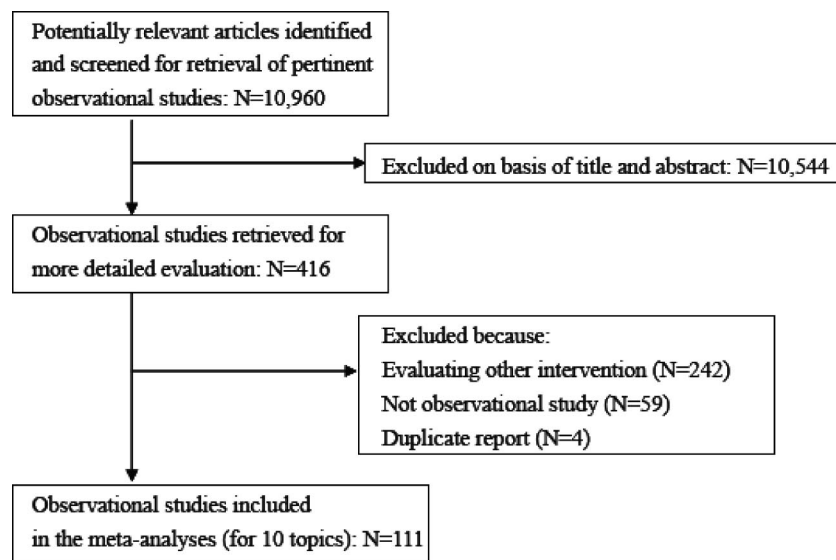 Potentially relevant articles identified
and screened for retrieval of pertinent
observational studies: N=10,960
Excluded on basis of title and abstract: N=10,544
Observational studies retrieved for
more detailed evaluation: N=416
Excluded because:
Evaluating other intervention (N=242)
Not observational study (N=59)
Duplicate report (N=4)
Observational studies included
in the meta-analyses (for 10 topics): N=111